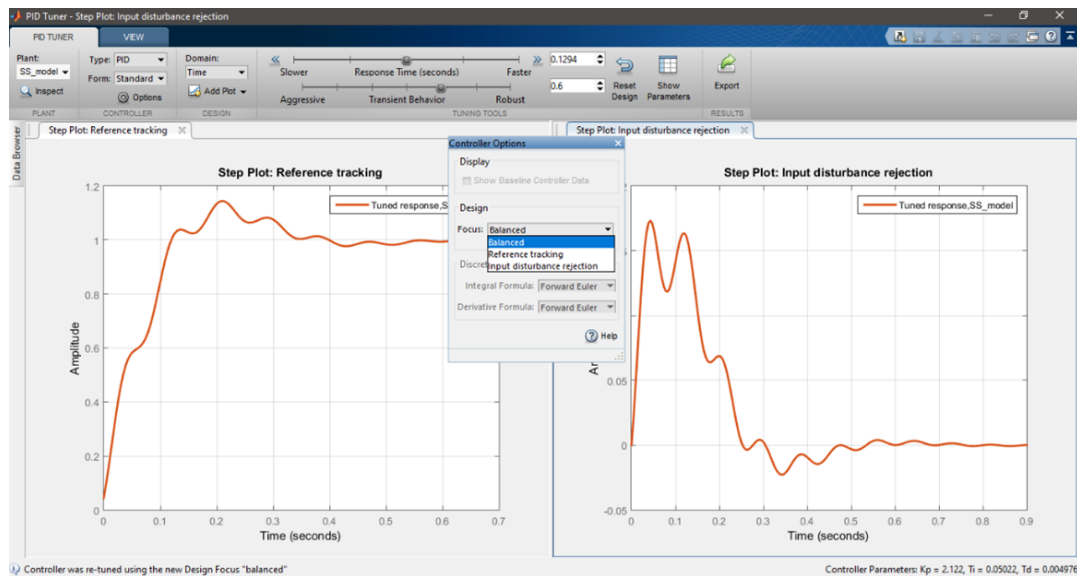 PID Tuner - Step Plot: Input disturbance rejection
PID TUNER VIEW
Plant:
SS_model
Inspect
PLANT
Type: PID
Form: Standard
Options
CONTROLLER
Domain:
Time
Add Plot
DESIGN
Slower Response Time (seconds) Faster
0.1294
Aggressive Transient Behavior Robust
0.6
Reset Design
Show Parameters
TUNING TOOLS
Export
RESULTS
Data Browser
Step Plot: Reference tracking
Step Plot: Input disturbance rejection
Step Plot: Reference tracking
Tuned response,S
Amplitude
1.2
1
0.8
0.6
0.4
0.2
0
0 0.1 0.2 0.3 0.4 0.5 0.6 0.7
Time (seconds)
Controller Options
Display
Show Baseline Controller Data
Design
Focus: Balanced
Balanced
Reference tracking
Input disturbance rejection
Discret
Integral Formula: Forward Euler
Derivative Formula: Forward Euler
Help
Step Plot: Input disturbance rejection
Tuned response,SS_model
0.05
0
-0.05
0 0.1 0.2 0.3 0.4 0.5 0.6 0.7 0.8 0.9
Time (seconds)
Controller was re-tuned using the new Design Focus "balanced"
Controller Parameters: Kp = 2.122, Ti = 0.05022, Td = 0.004976